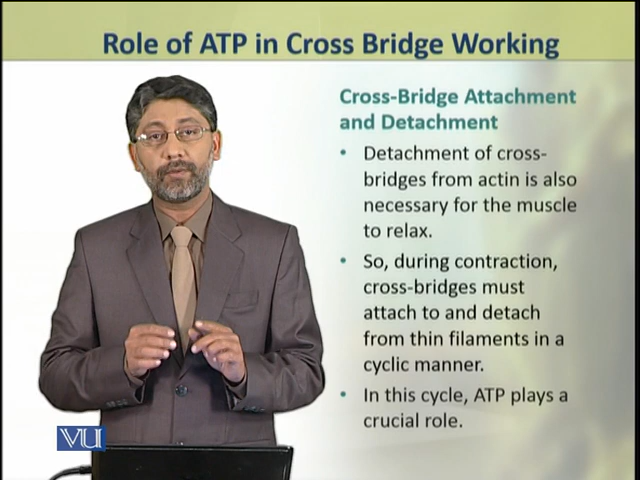 Role of ATP in Cross Bridge Working
Cross-Bridge Attachment
and Detachment
• Detachment of cross-
bridges from actin is also
necessary for the muscle
to relax.
• So, during contraction,
cross-bridges must
attach to and detach
from thin filaments in a
cyclic manner.
• In this cycle, ATP plays a
crucial role.
VU